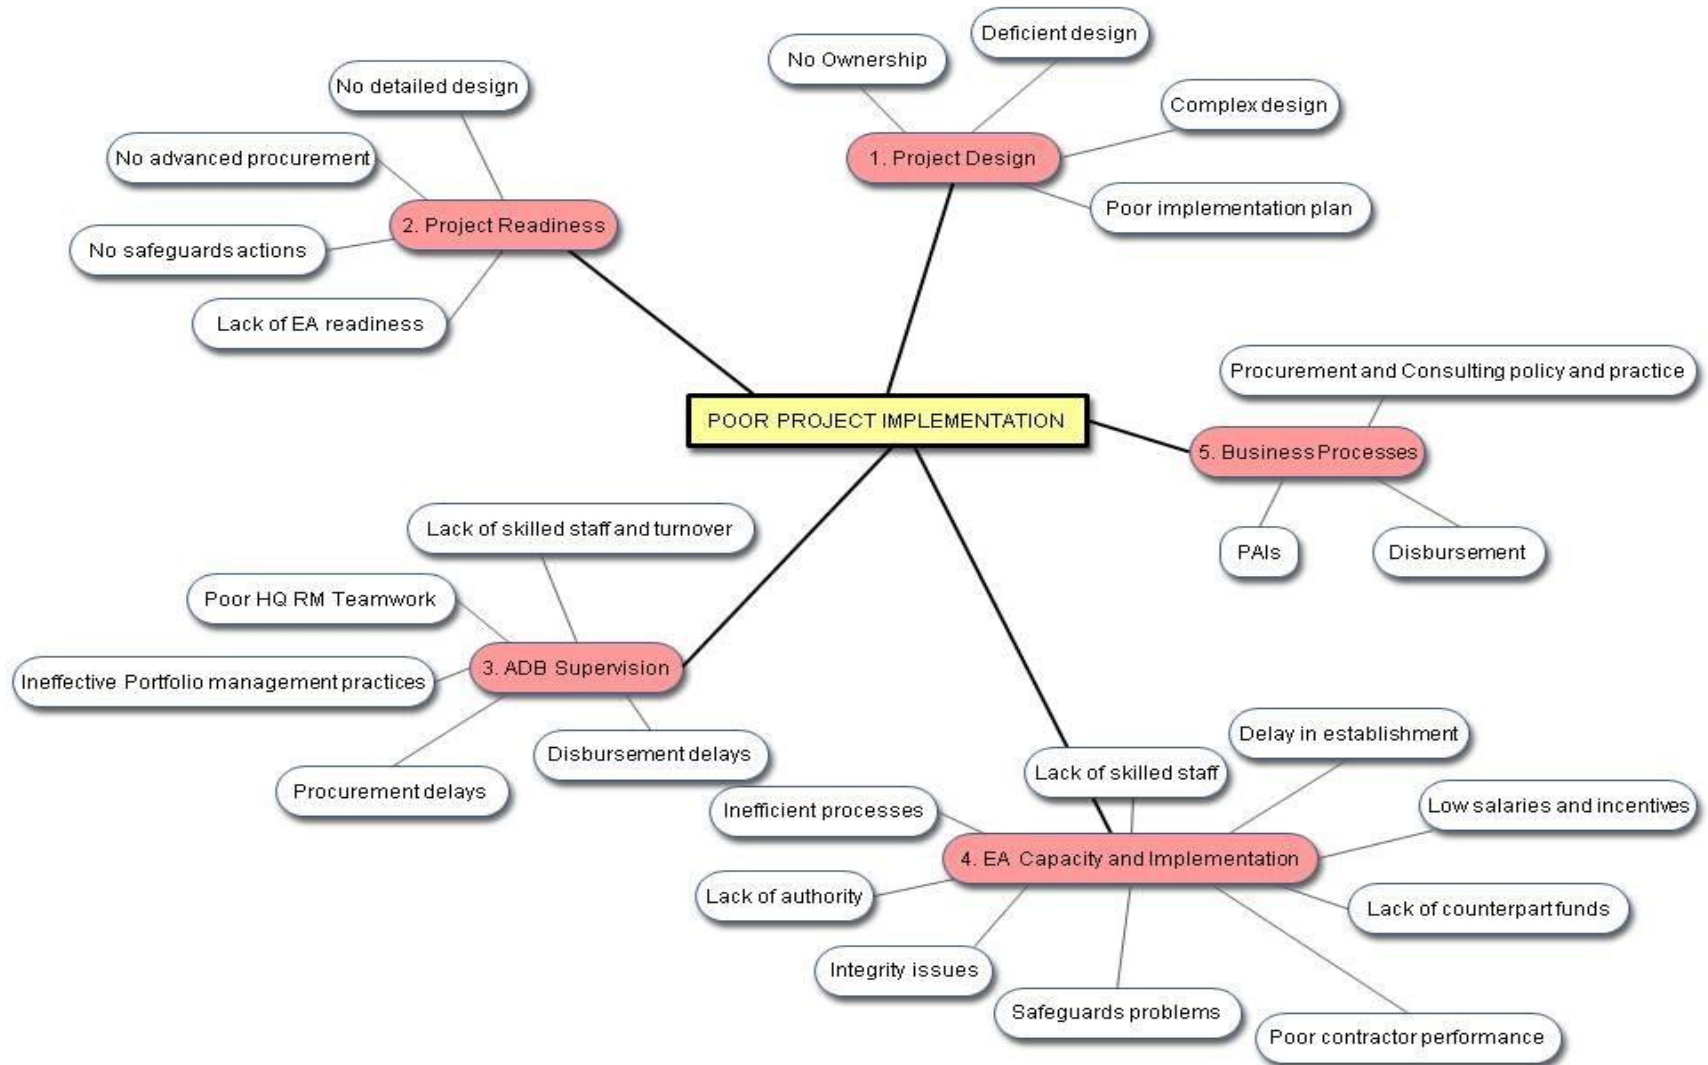 Deficient design
No Ownership
No detailed design
Complex design
No advanced procurement
1. Project Design
Poor implementation plan
2. Project Readiness
No safeguards actions
Lack of EA readiness
Procurement and Consulting policy and practice
POOR PROJECT IMPLEMENTATION
5. Business Processes
Lack of skilled staff and turnover
PAIs
Disbursement
Poor HQ RM Teamwork
3. ADB Supervision
Ineffective Portfolio management practices
Delay in establishment
Disbursement delays
Lack of skilled staff
Procurement delays
Inefficient processes
Low salaries and incentives
4. EA Capacity and Implementation
Lack of authority
Lack of counterpart funds
Integrity issues
Safeguards problems
Poor contractor performance